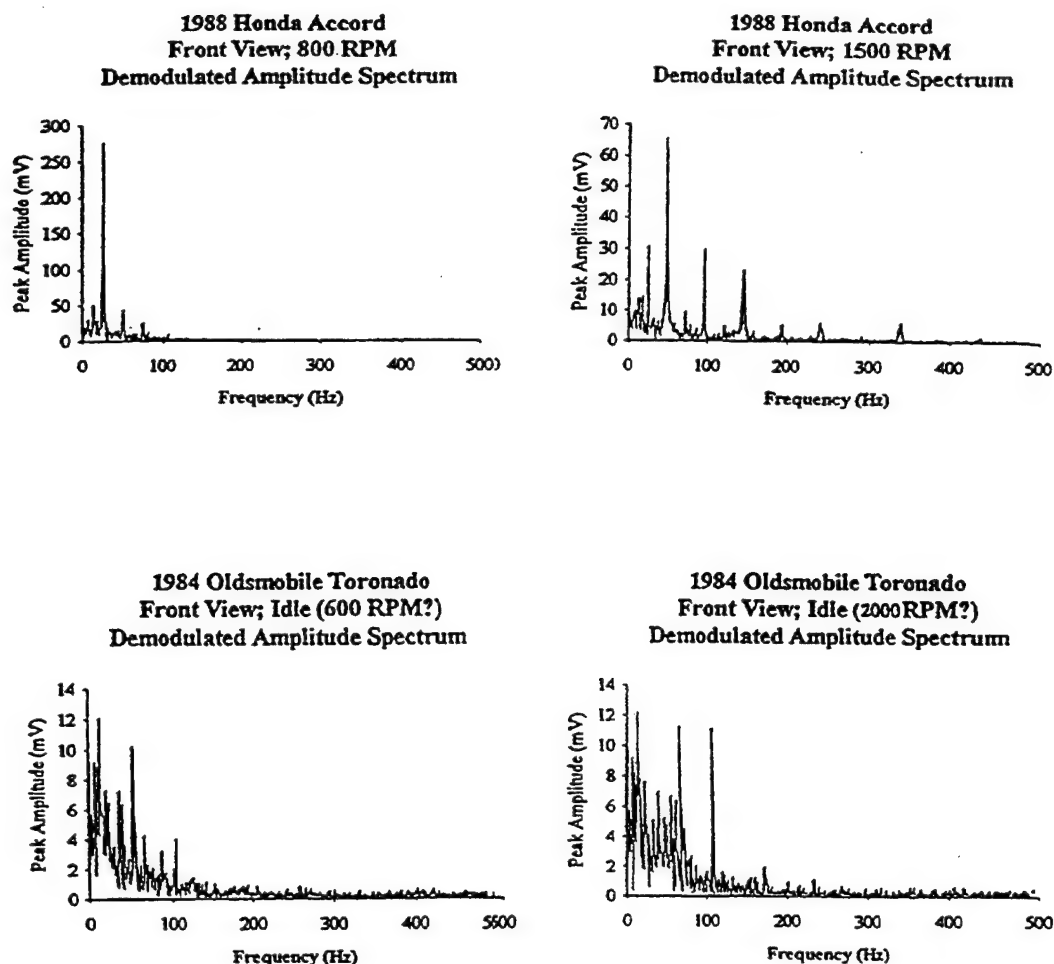 1988 Honda Accord
Front View; 800 RPM
Demodulated Amplitude Spectrum
300
250
200
150
100
50
0
Peak Amplitudo (mV)
0 100 200 300 400 5000
Frequency (Hz)
1988 Honda Accord
Front View; 1500 RPM
Demodulated Amplitude Spectrum
70
60
50
40
30
20
10
0
Peak Amplitude (mV)
0 100 200 300 400 500
Frequency (Hz)
1984 Oldsmobile Toronado
Front View; Idle (600 RPM?)
Demodulated Amplitude Spectrum
14
12
10
8
6
4
2
0
Peak Amplitude (mV)
0 100 200 300 400 5500
Frequency (Hz)
1984 Oldsmobile Toronado
Front View; Idle (2000 RPM?)
Demodulated Amplitude Spectrum
14
12
10
8
6
4
2
0
Peak Amplitude (mV)
0 100 200 300 400 500
Frequency (Hz)